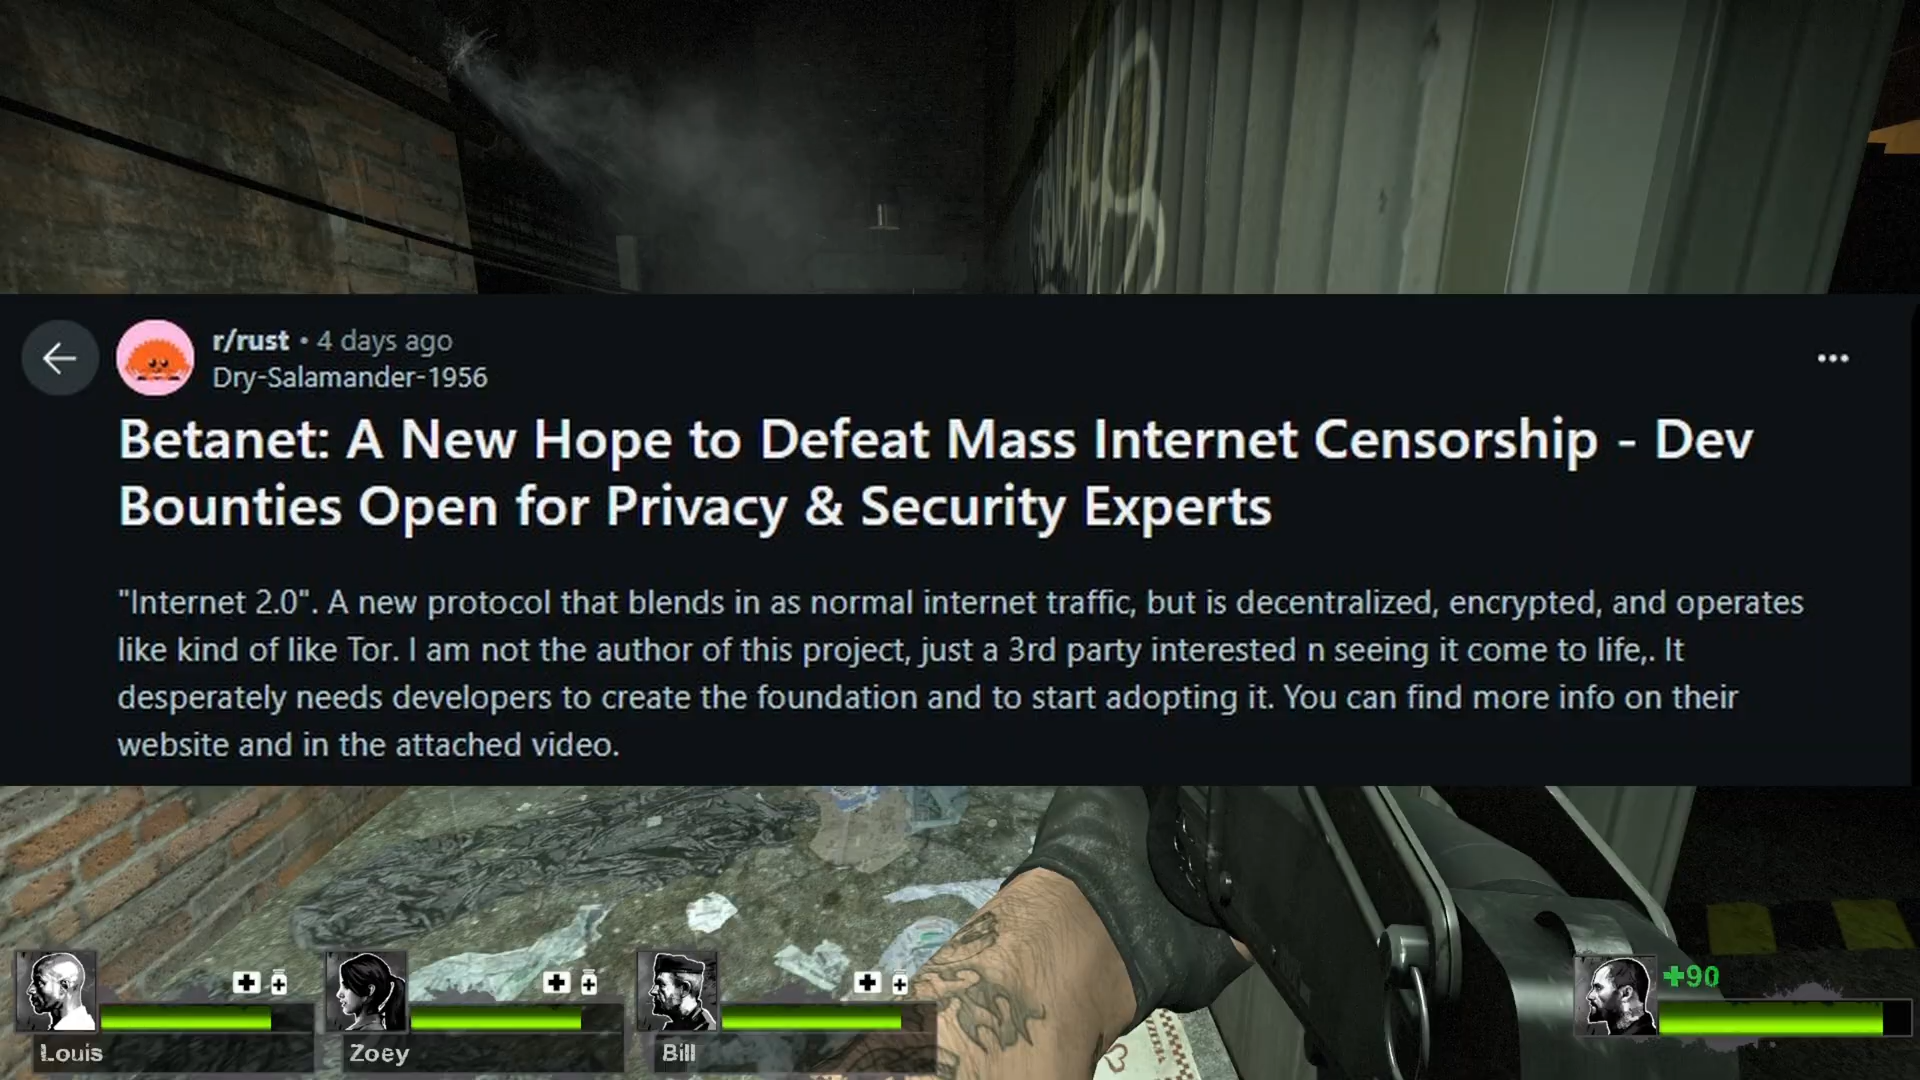 r/rust • 4 days ago
Dry-Salamander-1956
Betanet: A New Hope to Defeat Mass Internet Censorship - Dev
Bounties Open for Privacy & Security Experts
"Internet 2.0". A new protocol that blends in as normal internet traffic, but is decentralized, encrypted, and operates
like kind of like Tor. I am not the author of this project, just a 3rd party interested n seeing it come to life,. It
desperately needs developers to create the foundation and to start adopting it. You can find more info on their
website and in the attached video.
+90
Louis
Zoey
Bill